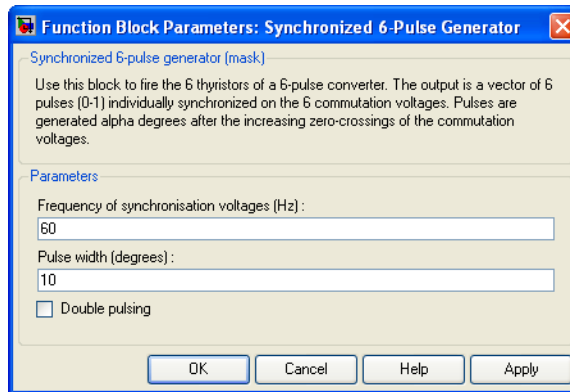 Function Block Parameters: Synchronized 6-Pulse Generator
Synchronized 6-pulse generator (mask)
Use this block to fire the 6 thyristors of a 6-pulse converter. The output is a vector of 6
pulses (0-1) individually synchronized on the 6 commutation voltages. Pulses are
generated alpha degrees after the increasing zero-crossings of the commutation
voltages.
Parameters
Frequency of synchronisation voltages (Hz) :
60
Pulse width (degrees) :
10
Double pulsing
OK Cancel Help Apply